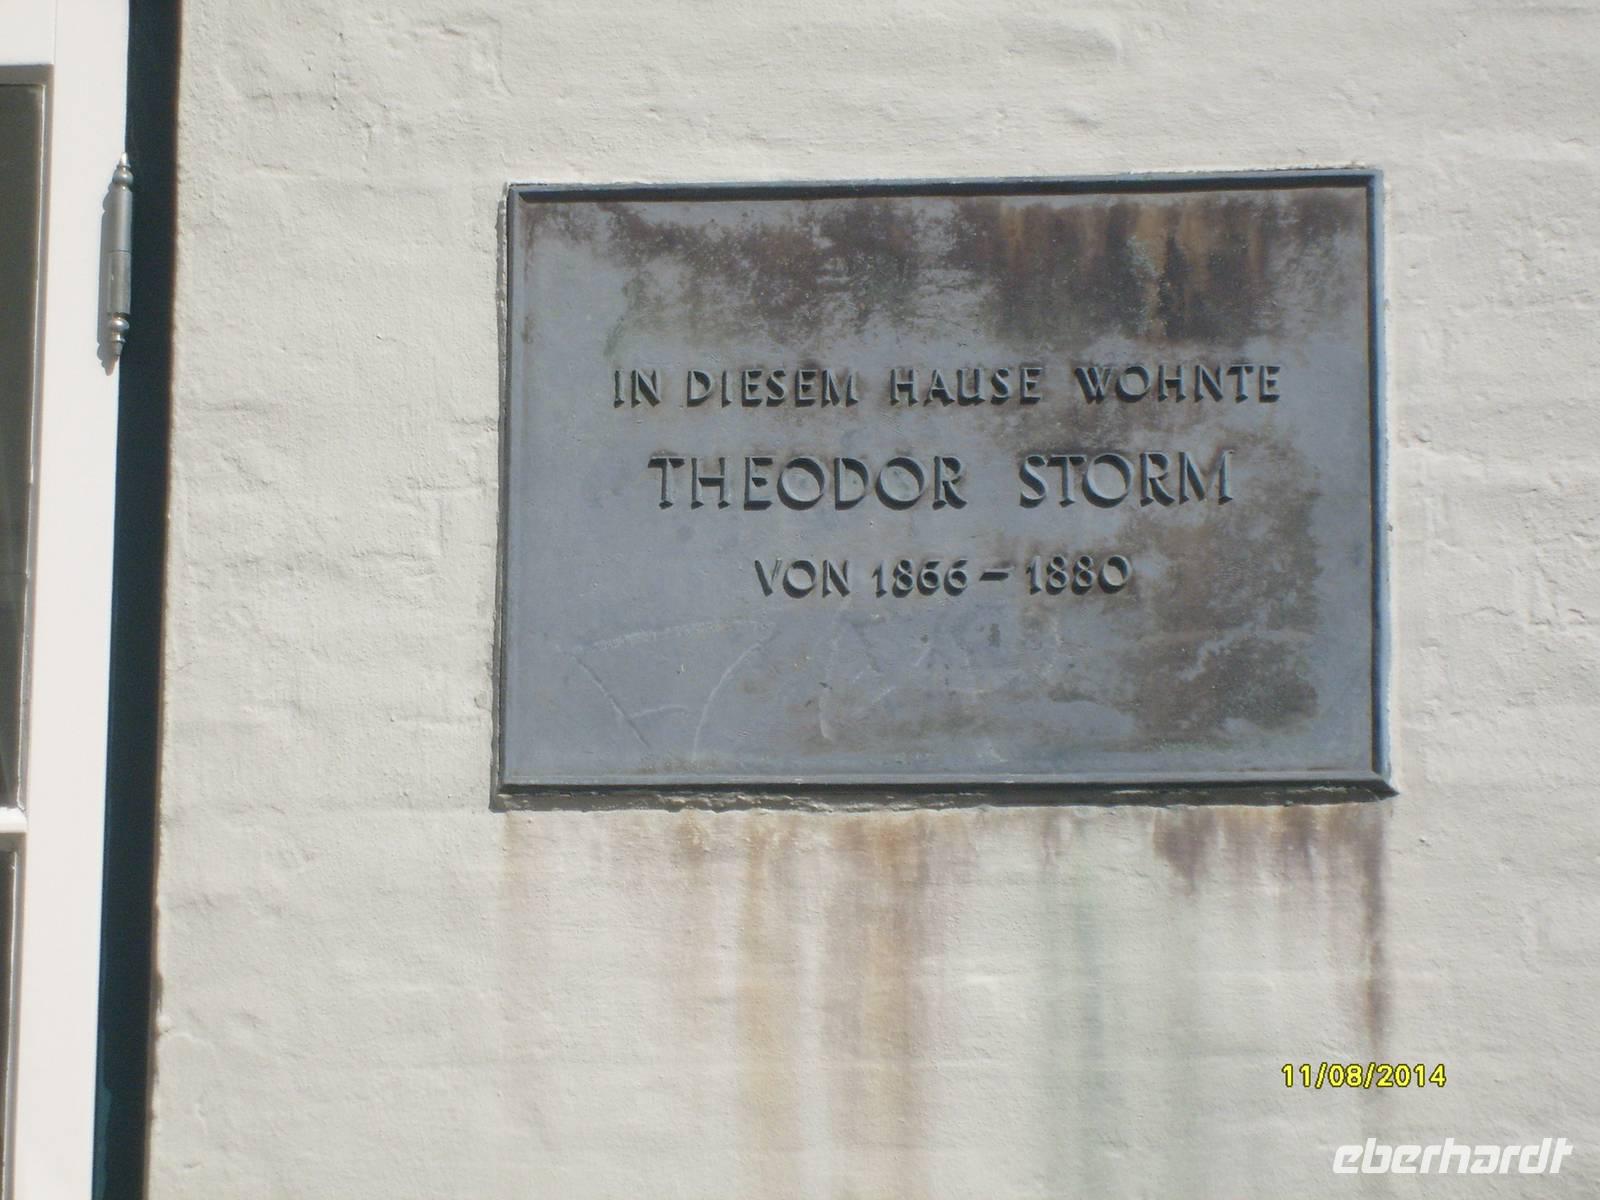 IN DIESEM HAUSE WOHNTE
THEODOR STORM
VON 1866 – 1880
11/08/2014
eberhardt